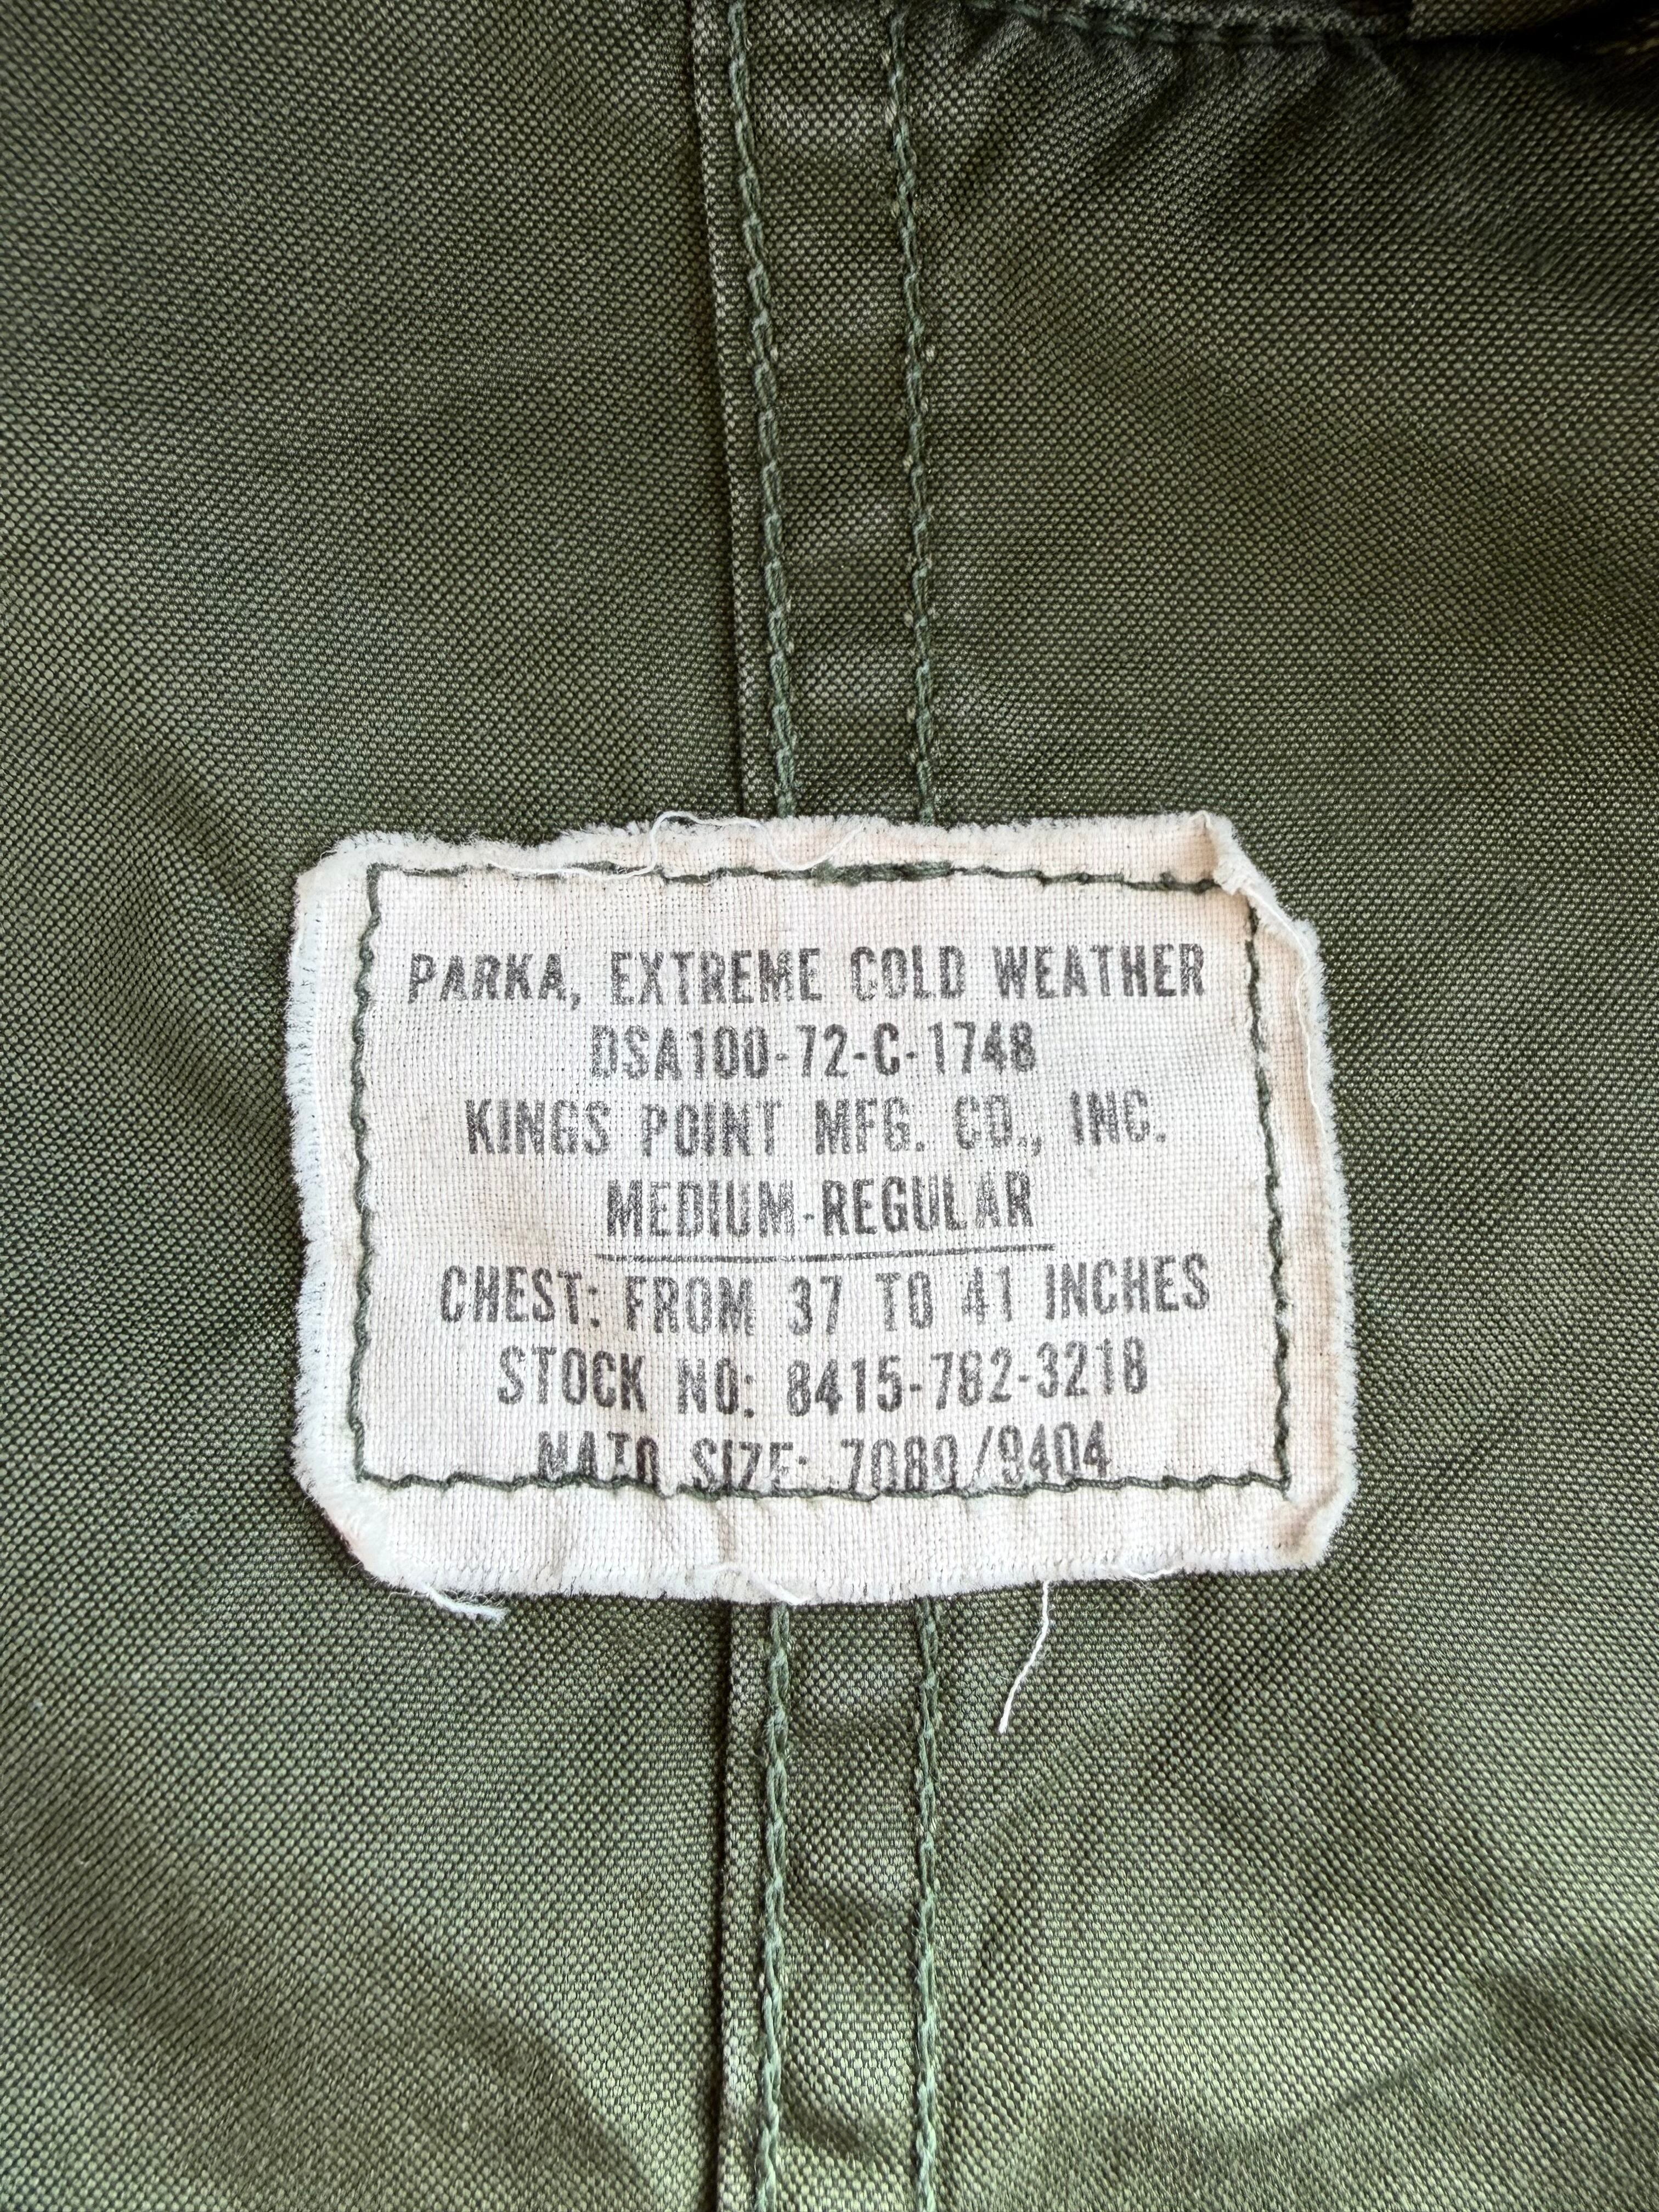 PARKA, EXTREME COLD WEATHER
DSA100-72-C-1748
KINGS POINT MFG. CO., INC.
MEDIUM-REGULAR
CHEST: FROM 37 TO 41 INCHES
STOCK NO: 8415-782-3218
NATO SIZE: 7080/9404